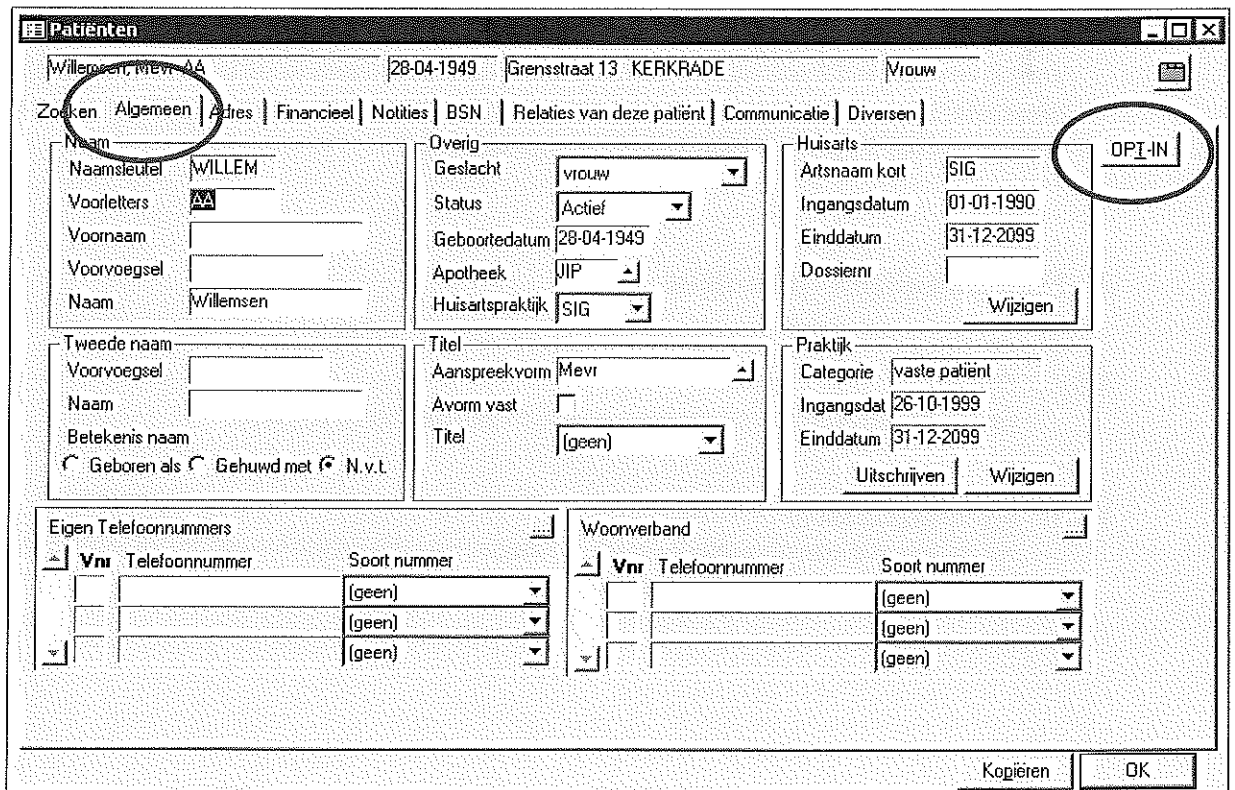 Patiënten
Willemsen, Mevr AA 28-04-1949 Grensstraat 13 KERKRADE Vrouw
Zoeken Algemeen Adres Financieel Notities BSN Relaties van deze patiënt Communicatie Diversen
OPT-IN
Naam
Naamsleutel WILLEM
Voorletters AA
Voornaam
Voorvoegsel
Naam Willemsen
Overig
Geslacht vrouw
Status Actief
Geboortedatum 28-04-1949
Apotheek JIP
Huisartspraktijk SIG
Huisarts
Artsnaam kort SIG
Ingangsdatum 01-01-1990
Einddatum 31-12-2099
Dossiernr
Wijzigen
Tweede naam
Voorvoegsel
Naam
Betekenis naam
Geboren als Gehuwd met N.v.t.
Titel
Aanspreekvorm Mevr
Avorm vast
Titel (geen)
Praktijk
Categorie vaste patiënt
Ingangsdat 26-10-1999
Einddatum 31-12-2099
Uitschrijven Wijzigen
Eigen Telefoonnummers ...
Vnr Telefoonnummer Soort nummer
(geen)
(geen)
(geen)
Woonverband ...
Vnr Telefoonnummer Soort nummer
(geen)
(geen)
(geen)
Kopiëren OK